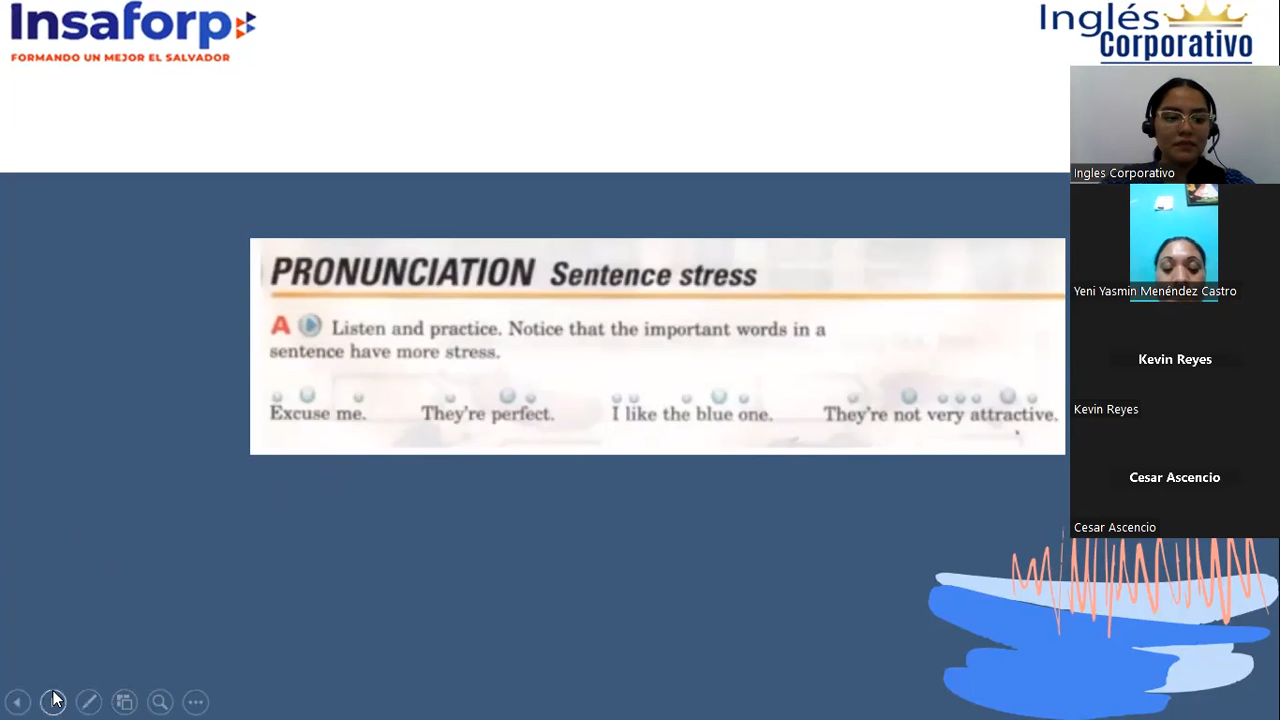 Insaforp
FORMANDO UN MEJOR EL SALVADOR
Inglés
Corporativo
PRONUNCIATION Sentence stress
A Listen and practice. Notice that the important words in a
sentence have more stress.
Excuse me. They're perfect. I like the blue one. They're not very attractive.
Ingles Corporativo
Yeni Yasmin Menéndez Castro
Kevin Reyes
Kevin Reyes
Cesar Ascencio
Cesar Ascencio